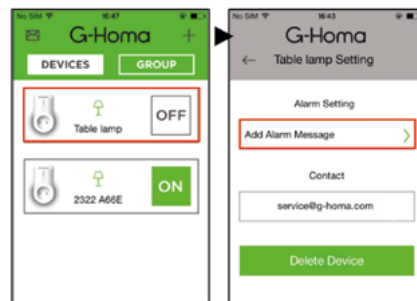 No SIM 16:47
G-Homa
DEVICES GROUP
Table lamp
OFF
2322 A66E
ON
No SIM 16:43
G-Homa
Table lamp Setting
Alarm Setting
Add Alarm Message
Contact
service@g-homa.com
Delete Device